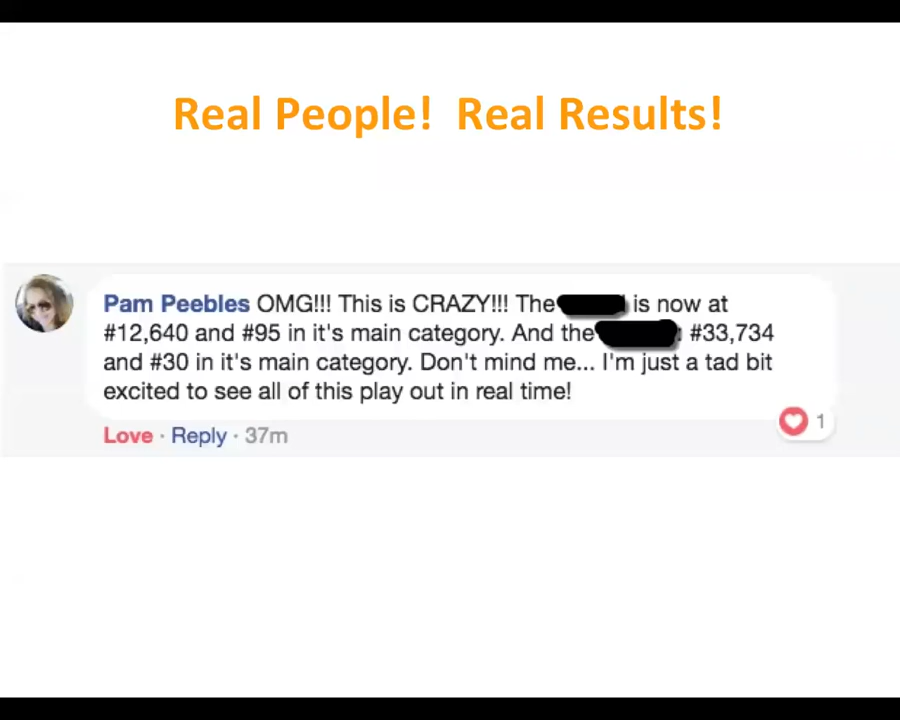 Real People!  Real Results!
Pam Peebles OMG!!! This is CRAZY!!! The is now at
#12,640 and #95 in it's main category. And the #33,734
and #30 in it's main category. Don't mind me... I'm just a tad bit
excited to see all of this play out in real time!
Love · Reply · 37m
1